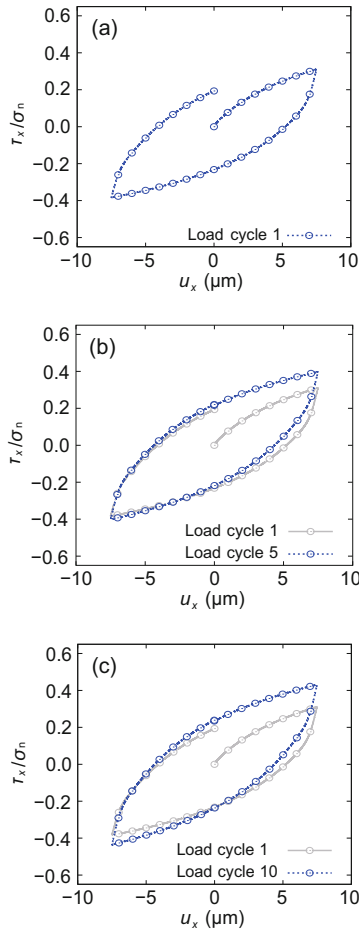 (a)
0.6
0.4
0.2
0.0
−0.2
−0.4
−0.6
τx/σn
−10 −5 0 5 10
ux (μm)
Load cycle 1
(b)
0.6
0.4
0.2
0.0
−0.2
−0.4
−0.6
τx/σn
−10 −5 0 5 10
ux (μm)
Load cycle 1
Load cycle 5
(c)
0.6
0.4
0.2
0.0
−0.2
−0.4
−0.6
τx/σn
−10 −5 0 5 10
ux (μm)
Load cycle 1
Load cycle 10